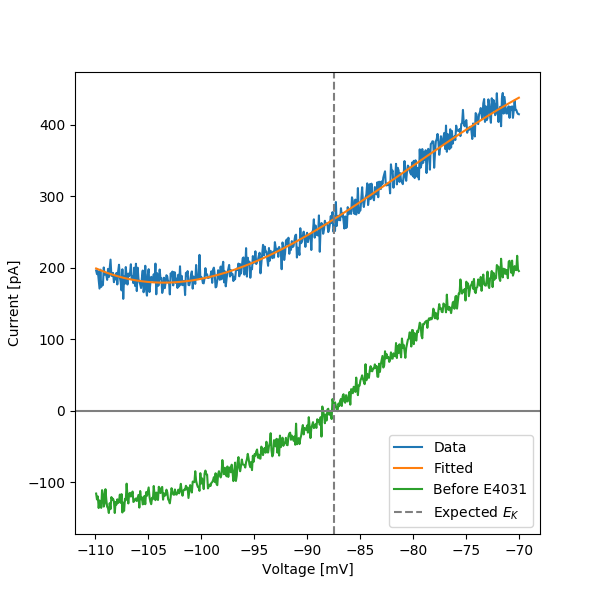 400
300
200
100
0
−100
−110
−105
−100
−95
−90
−85
−80
−75
−70
Current [pA]
Voltage [mV]
Data
Fitted
Before E4031
Expected E_K